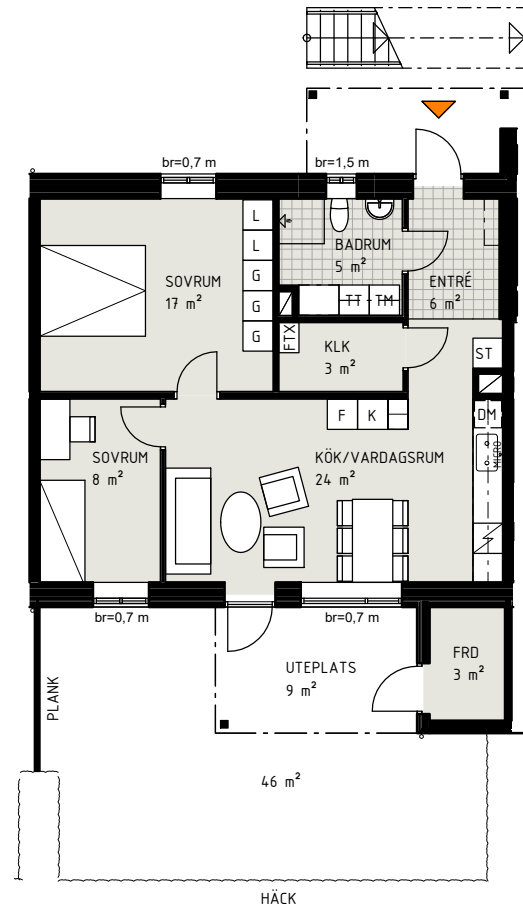 br=0,7 m
br=1,5 m
L
L
G
G
G
SOVRUM
17 m²
BADRUM
5 m²
TT
TM
ENTRÉ
6 m²
FTX
KLK
3 m²
ST
F
K
DM
MICRO
SOVRUM
8 m²
KÖK/VARDAGSRUM
24 m²
br=0,7 m
br=0,7 m
PLANK
UTEPLATS
9 m²
FRD
3 m²
46 m²
HÄCK